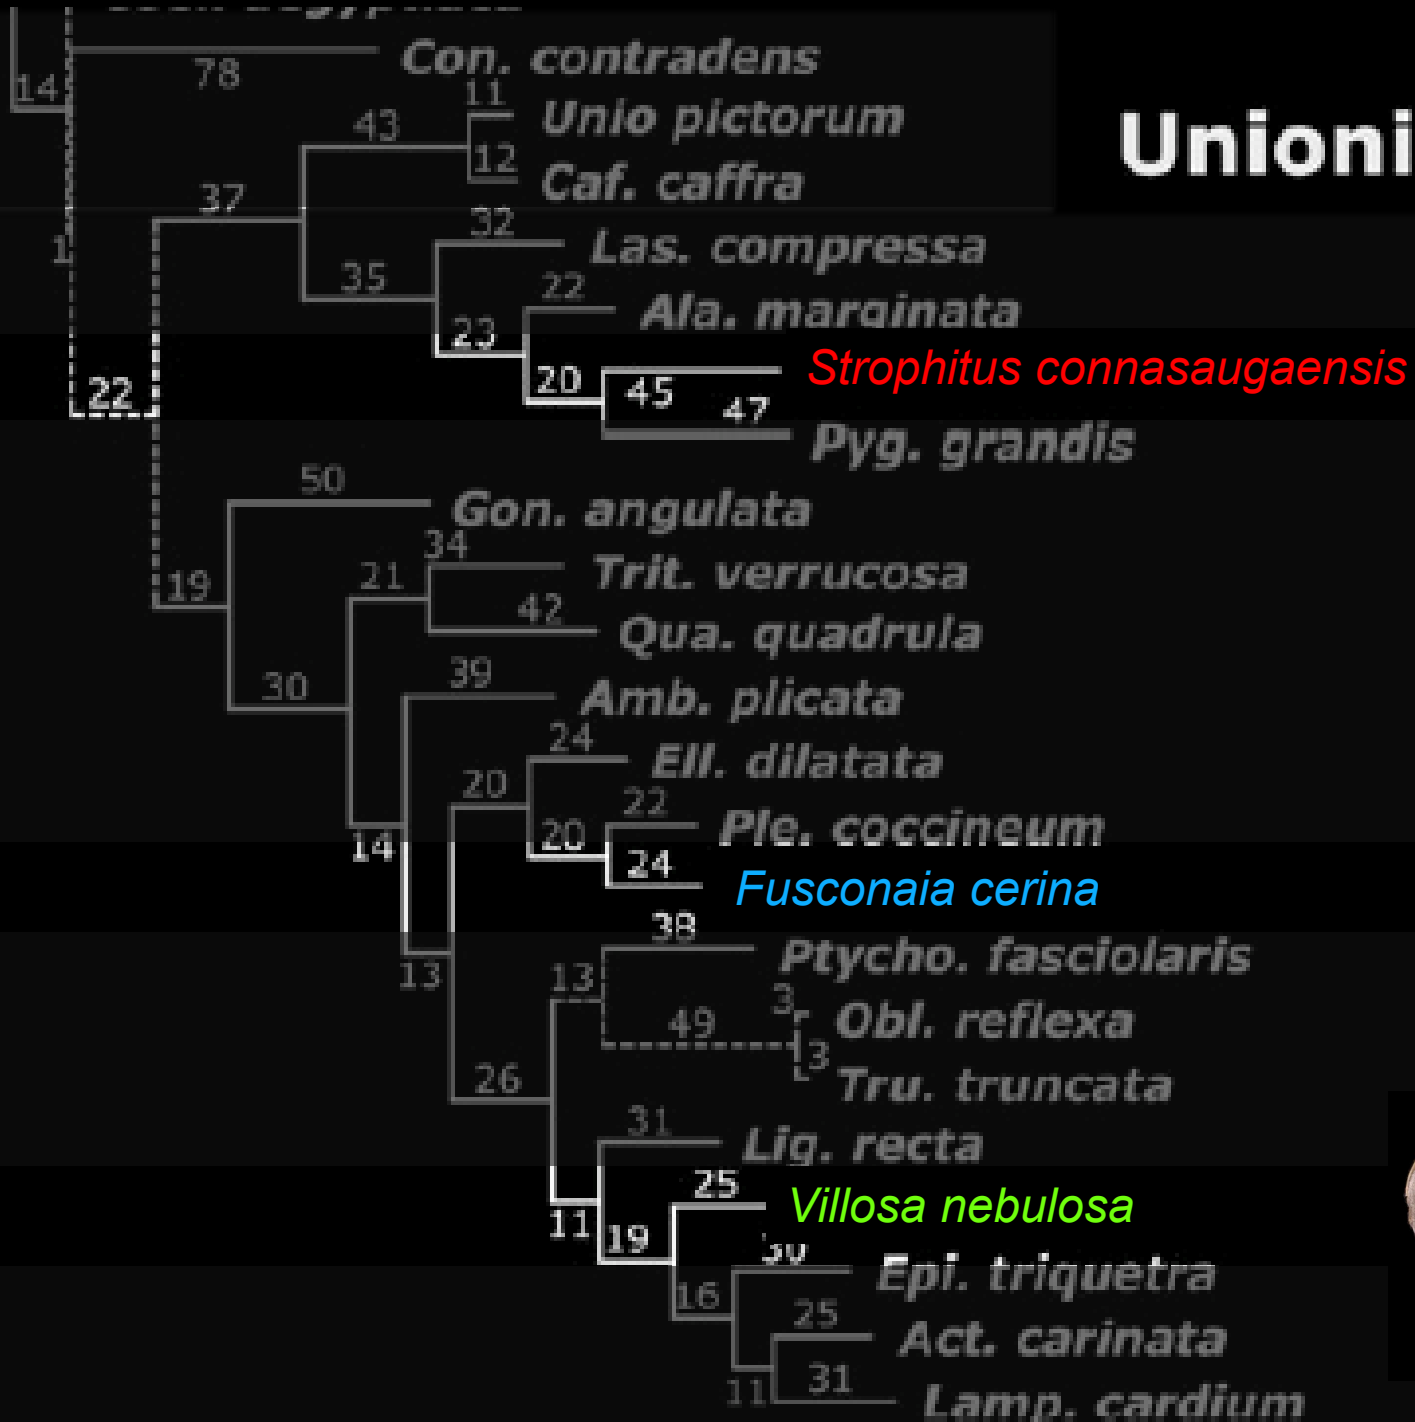 Con. contradens
78
14
11
Unio pictorum
43
12
Caf. caffra
37
32
Las. compressa
1
35
22
Ala. marginata
23
Strophitus connasaugaensis
20
45
47
22
Pyg. grandis
50
Gon. angulata
34
Trit. verrucosa
19
21
42
Qua. quadrula
30
39
Amb. plicata
24
Ell. dilatata
20
22
Ple. coccineum
14
20
24
Fusconaia cerina
38
Ptycho. fasciolaris
13
13
3
49
Obl. reflexa
3
Tru. truncata
26
31
Lig. recta
25
Villosa nebulosa
11
19
30
Epi. triquetra
16
25
Act. carinata
11
31
Lamp. cardium
Unioni